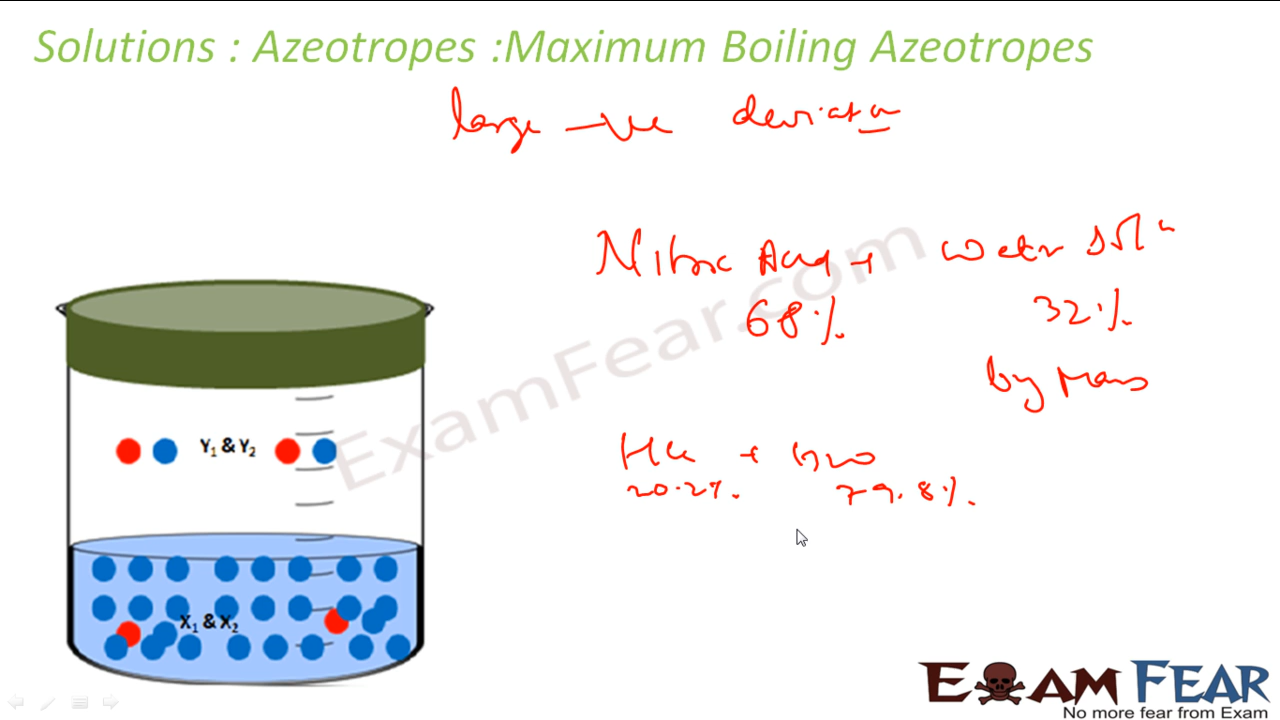 Solutions : Azeotropes :Maximum Boiling Azeotropes
large -ve deviatn
Nitric Acid + Water Soln
68% 32%
by Mass
HCl + H2O
20.2%. 79.8%.
ExamFear.com
Y1 & Y2
X1 & X2
EXAM FEAR
No more fear from Exam